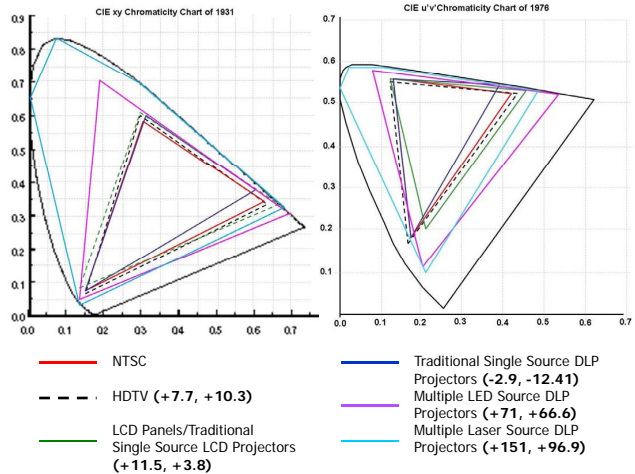 CIE xy Chromaticity Chart of 1931
0.9
0.8
0.7
0.6
0.5
0.4
0.3
0.2
0.1
0.0
0.0 0.1 0.2 0.3 0.4 0.5 0.6 0.7
CIE u'v'Chromaticity Chart of 1976
0.7
0.6
0.5
0.4
0.3
0.2
0.1
0.0 0.1 0.2 0.3 0.4 0.5 0.6 0.7
NTSC
HDTV (+7.7, +10.3)
LCD Panels/Traditional
Single Source LCD Projectors
(+11.5, +3.8)
Traditional Single Source DLP
Projectors (-2.9, -12.41)
Multiple LED Source DLP
Projectors (+71, +66.6)
Multiple Laser Source DLP
Projectors (+151, +96.9)